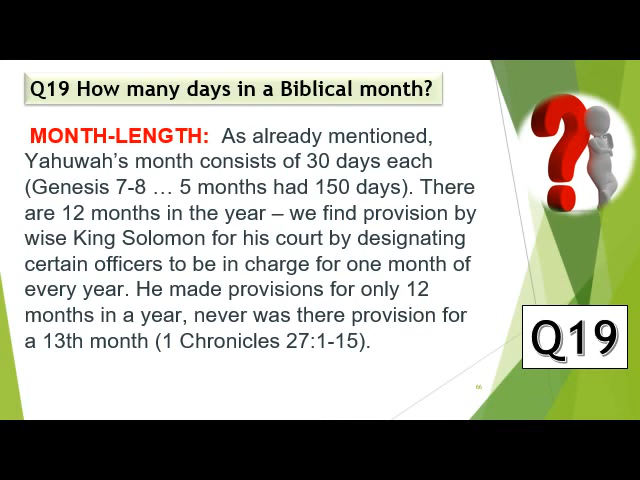 Q19 How many days in a Biblical month?
MONTH-LENGTH: As already mentioned,
Yahuwah's month consists of 30 days each
(Genesis 7-8 … 5 months had 150 days). There
are 12 months in the year – we find provision by
wise King Solomon for his court by designating
certain officers to be in charge for one month of
every year. He made provisions for only 12
months in a year, never was there provision for
a 13th month (1 Chronicles 27:1-15).
Q19
66